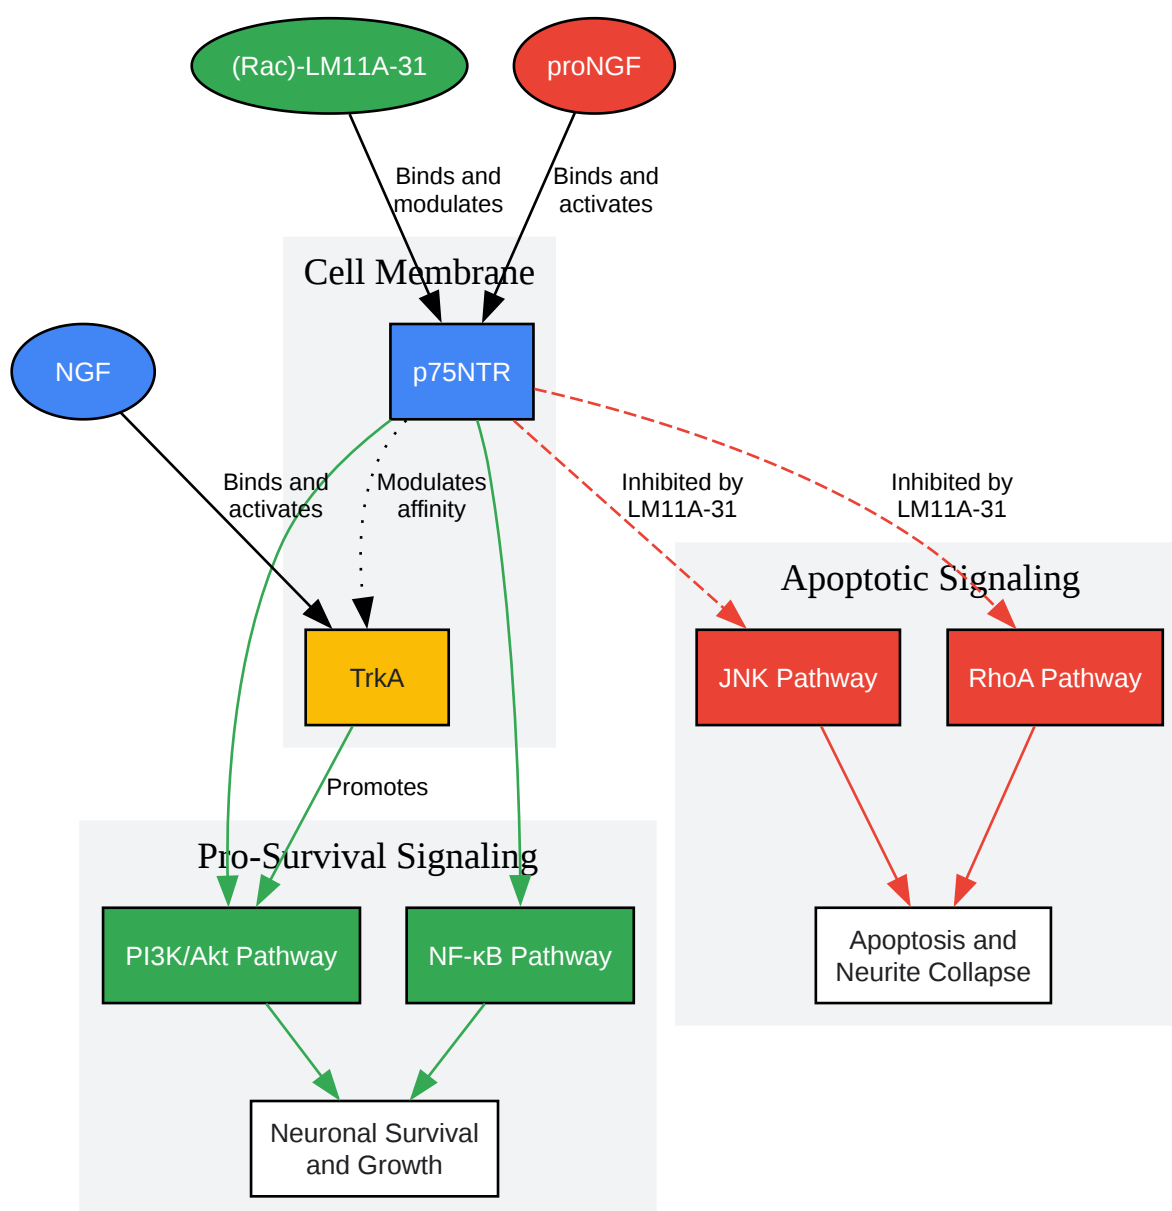 (Rac)-LM11A-31
proNGF
Binds and
modulates
Binds and
activates
Cell Membrane
NGF
p75NTR
Binds and
activates
Modulates
affinity
Inhibited by
LM11A-31
Inhibited by
LM11A-31
Apoptotic Signaling
TrkA
JNK Pathway
RhoA Pathway
Promotes
Pro-Survival Signaling
PI3K/Akt Pathway
NF-κB Pathway
Apoptosis and
Neurite Collapse
Neuronal Survival
and Growth